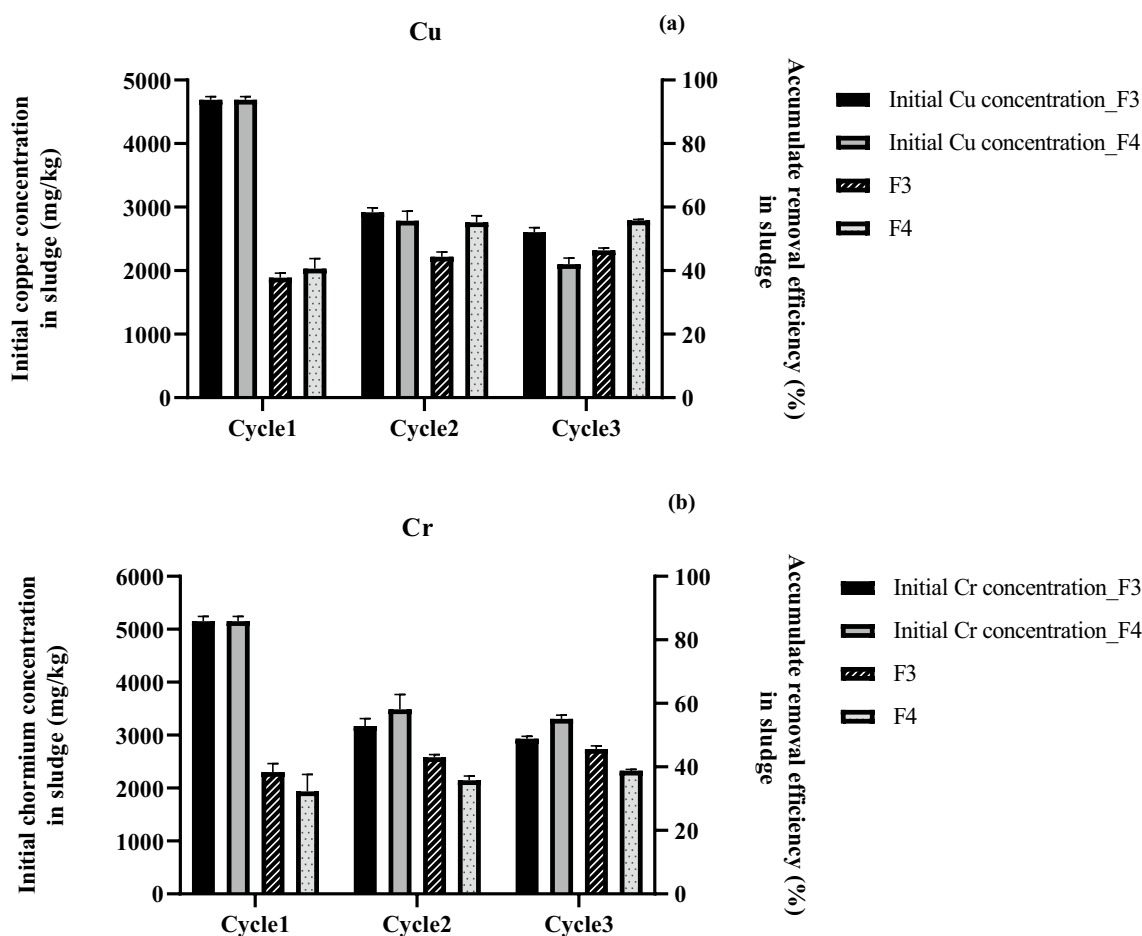 Cu
(a)
Initial copper concentration
in sludge (mg/kg)
5000
4000
3000
2000
1000
0
100
80
60
40
20
0
Accumulate removal efficiency (%)
in sludge
Cycle1
Cycle2
Cycle3
Initial Cu concentration_F3
Initial Cu concentration_F4
F3
F4
(b)
Cr
Initial chormium concentration
in sludge (mg/kg)
6000
5000
4000
3000
2000
1000
0
100
80
60
40
20
0
Accumulate removal efficiency (%)
in sludge
Cycle1
Cycle2
Cycle3
Initial Cr concentration_F3
Initial Cr concentration_F4
F3
F4